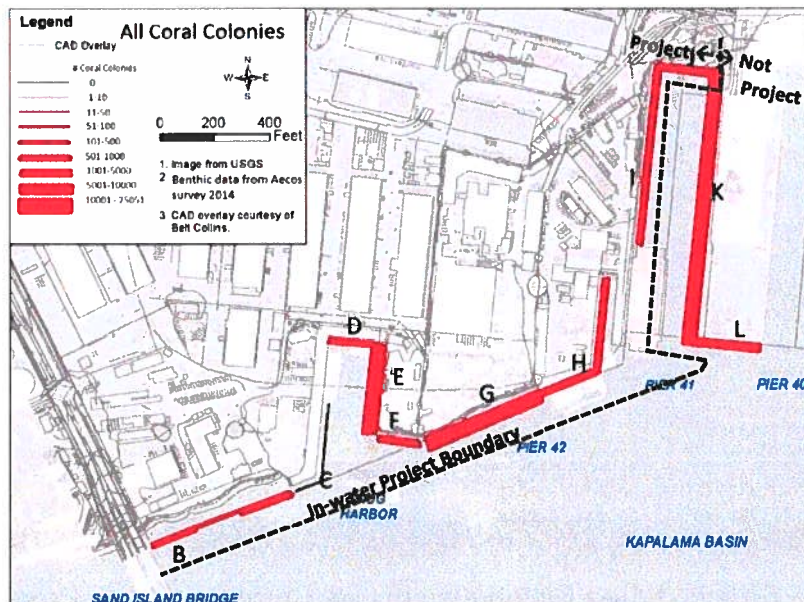 Legend
All Coral Colonies
CAD Overlay
# Coral Colonies
0
1-10
11-50
51-100
101-500
501-1000
1001-5000
5001-10000
10001 - 25051
N
W E
S
0 200 400
Feet
1. Image from USGS
2 Benthic data from Aecos
survey 2014
3 CAD overlay courtesy of
Belt Collins.
Project
Not
Project
I
K
L
D
E
F
G
H
C
B
PIER 41
PIER 40
PIER 42
In-water Project Boundary
HARBOR
KAPALAMA BASIN
SAND ISLAND BRIDGE